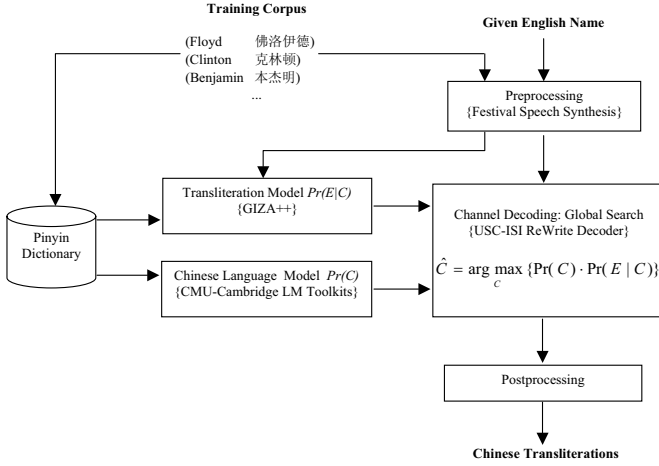 Training Corpus
Given English Name
(Floyd 佛洛伊德)
(Clinton 克林顿)
(Benjamin 本杰明)
...
Preprocessing
{Festival Speech Synthesis}
Transliteration Model Pr(E|C)
{GIZA++}
Pinyin
Dictionary
Chinese Language Model Pr(C)
{CMU-Cambridge LM Toolkits}
Channel Decoding: Global Search
{USC-ISI ReWrite Decoder}
Ĉ = arg max {Pr(C) · Pr(E | C)}
C
Postprocessing
Chinese Transliterations